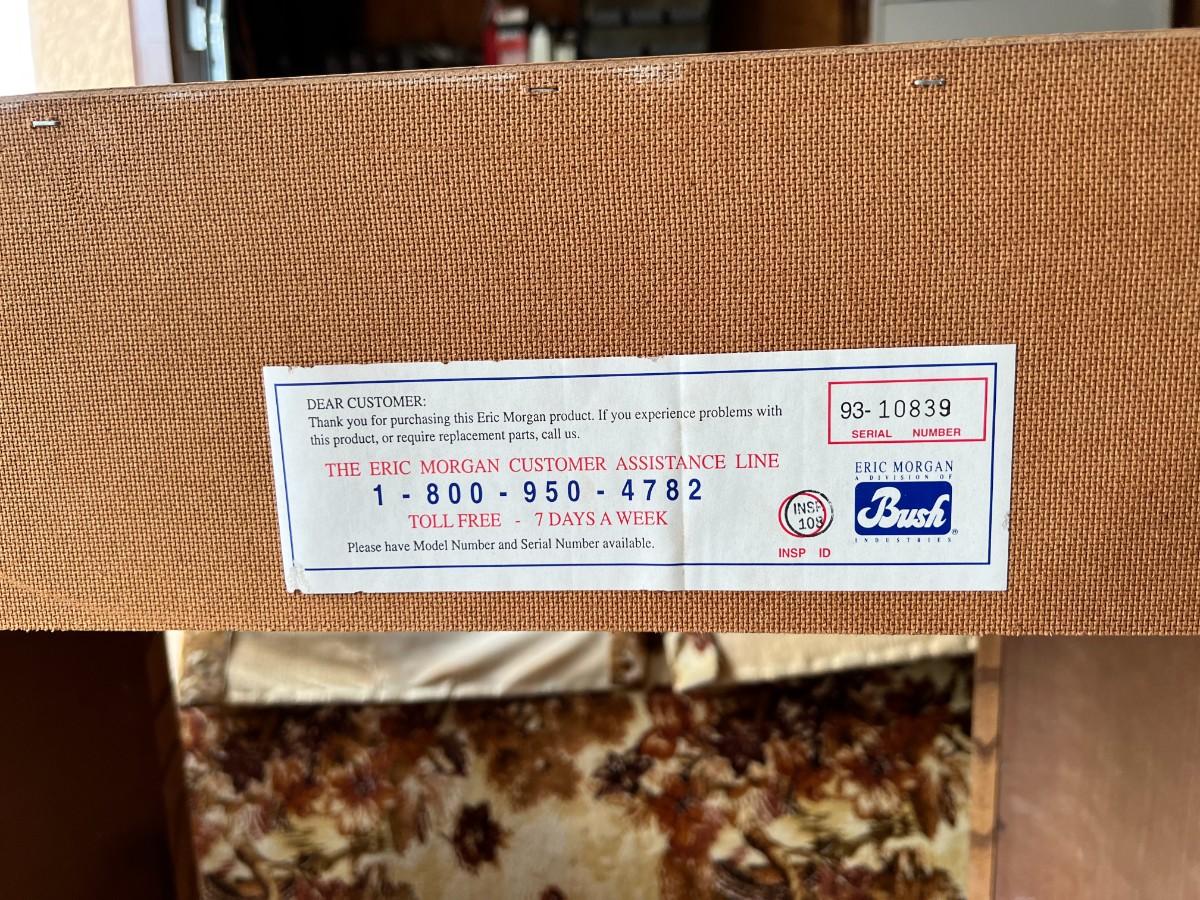 DEAR CUSTOMER:
Thank you for purchasing this Eric Morgan product. If you experience problems with
this product, or require replacement parts, call us.
THE ERIC MORGAN CUSTOMER ASSISTANCE LINE
1 - 800 - 950 - 4782
TOLL FREE - 7 DAYS A WEEK
Please have Model Number and Serial Number available.
93-10839
SERIAL NUMBER
INSP
109
INSP ID
ERIC MORGAN
A DIVISION OF
Bush®
INDUSTRIES